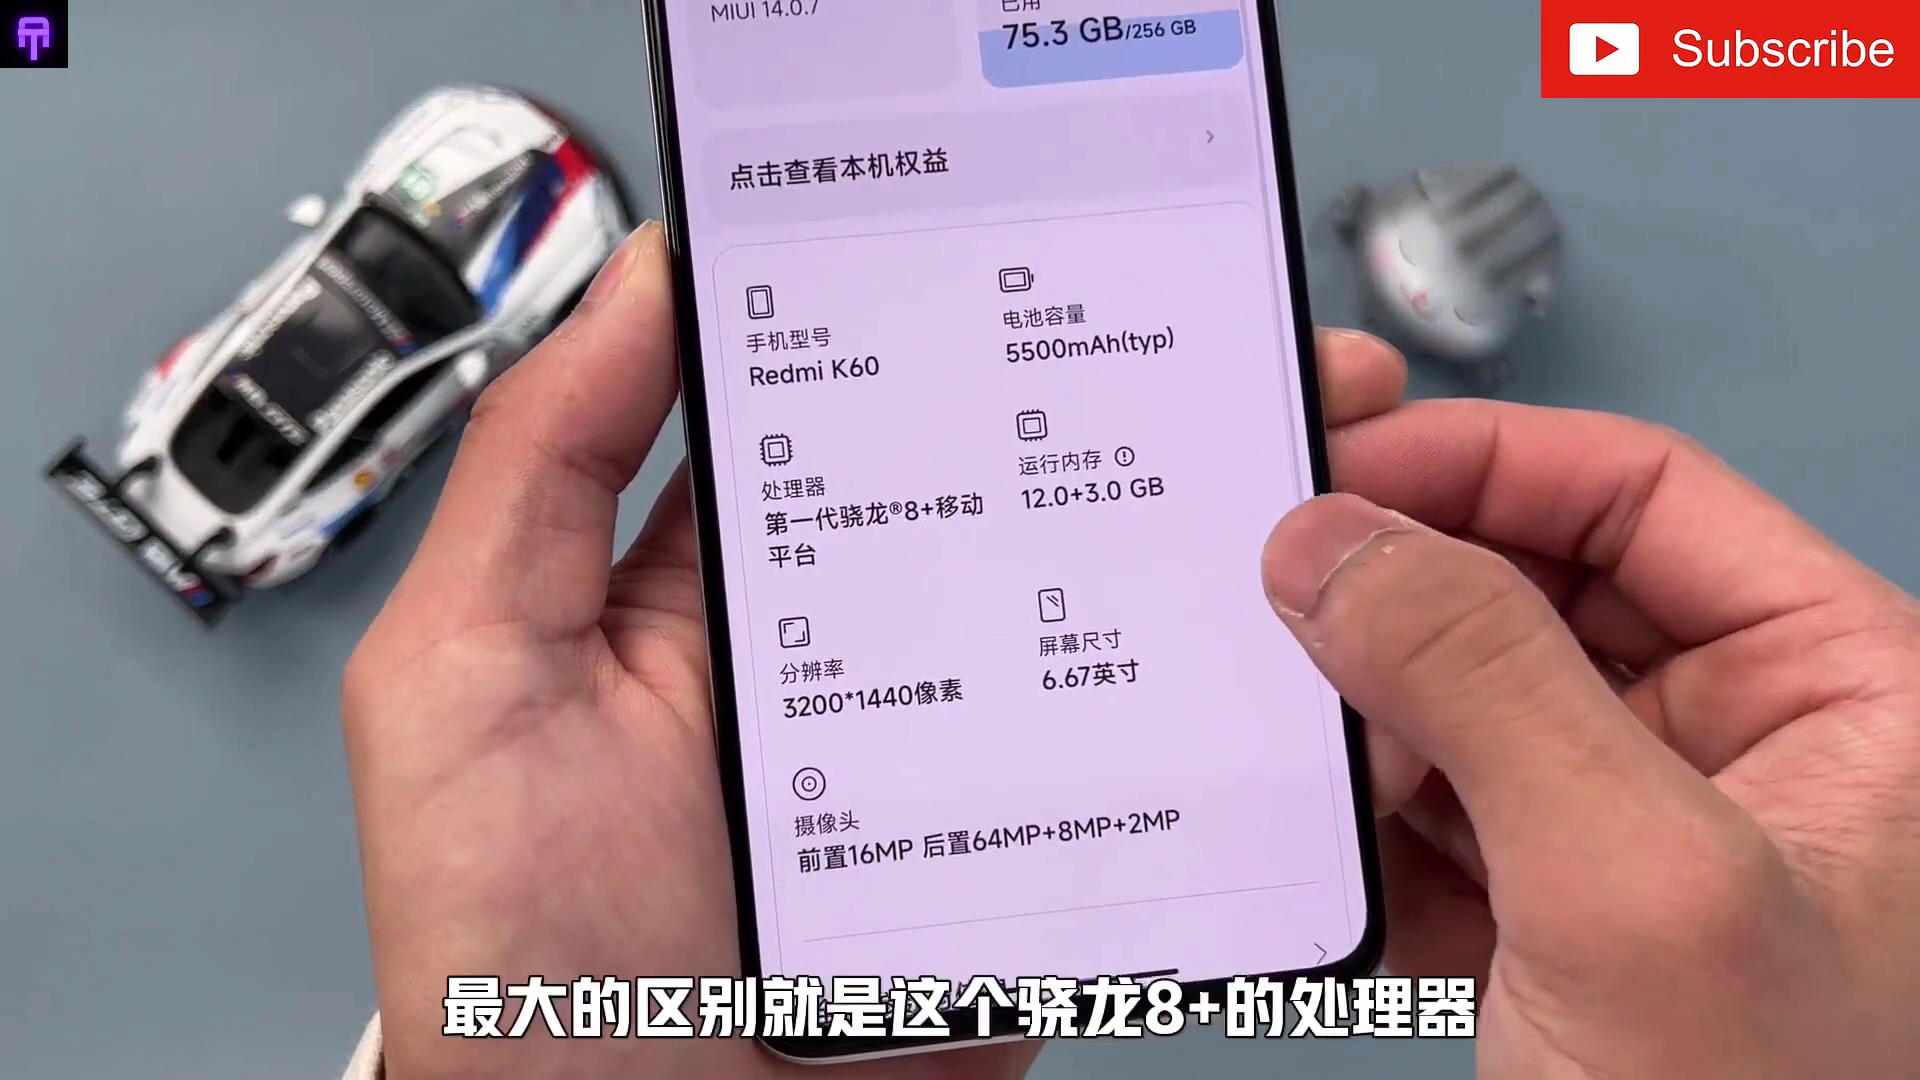 Subscribe
MIUI 14.0.7
已用
75.3 GB/256 GB
点击查看本机权益
手机型号
Redmi K60
电池容量
5500mAh(typ)
处理器
第一代骁龙®8+移动
平台
运行内存
12.0+3.0 GB
分辨率
3200*1440像素
屏幕尺寸
6.67英寸
摄像头
前置16MP 后置64MP+8MP+2MP
最大的区别就是这个骁龙8+的处理器